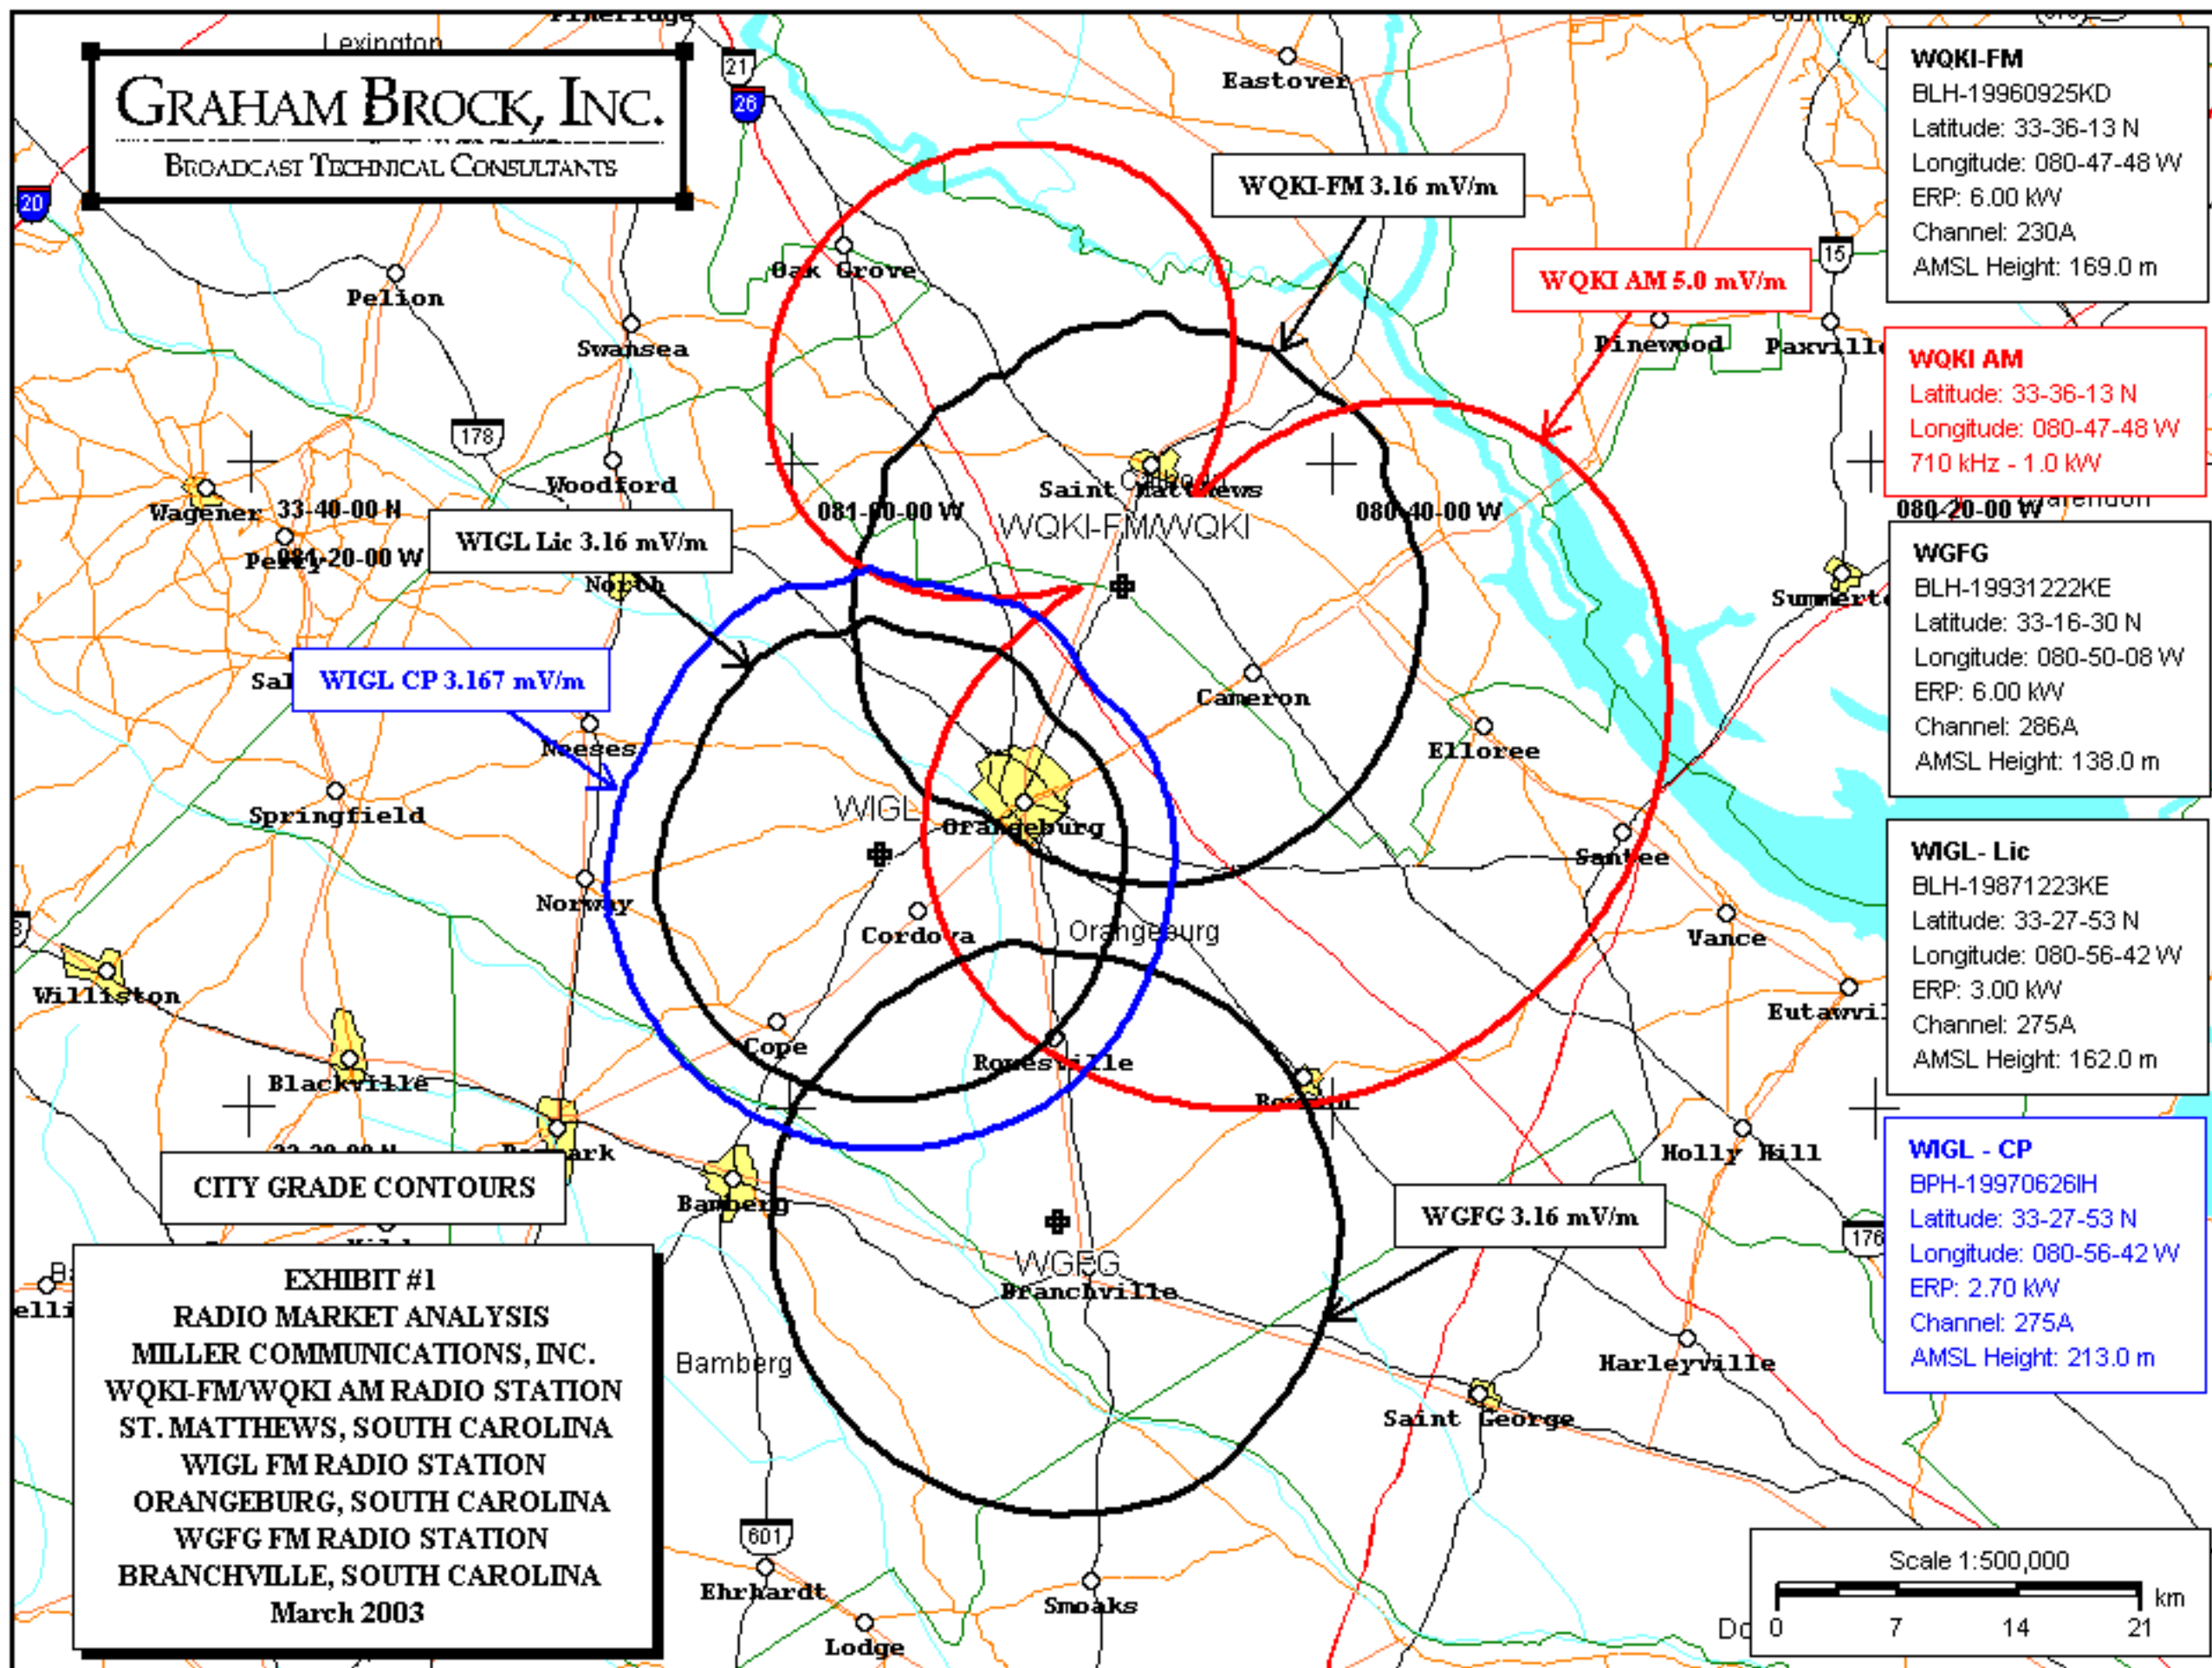 Lexington
GRAHAM BROCK, INC.
BROADCAST TECHNICAL CONSULTANTS
21
26
20
Eastover
WQKI-FM
BLH-19960925KD
Latitude: 33-36-13 N
Longitude: 080-47-48 W
ERP: 6.00 kW
Channel: 230A
AMSL Height: 169.0 m
WQKI-FM 3.16 mV/m
WQKI AM 5.0 mV/m
15
Oak Grove
Pelion
Swansea
Pinewood
WQKI AM
Latitude: 33-36-13 N
Longitude: 080-47-48 W
710 kHz - 1.0 kW
178
Woodford
Saint Matthews
Wagener
33-40-00 N
081-20-00 W
081-00-00 W
080-40-00 W
080-20-00 W
WQKI-FM/WQKI
WIGL Lic 3.16 mV/m
North
WGFG
BLH-19931222KE
Latitude: 33-16-30 N
Longitude: 080-50-08 W
ERP: 6.00 kW
Channel: 286A
AMSL Height: 138.0 m
WIGL CP 3.167 mV/m
Cameron
Neeses
Elloree
Springfield
WIGL
Orangeburg
Santee
WIGL- Lic
BLH-19871223KE
Latitude: 33-27-53 N
Longitude: 080-56-42 W
ERP: 3.00 kW
Channel: 275A
AMSL Height: 162.0 m
Norway
Cordova
Orangeburg
Vance
Williston
Cope
Rowesville
Blackville
Holly Hill
CITY GRADE CONTOURS
Bamberg
WGFG 3.16 mV/m
176
WIGL - CP
BPH-19970626IH
Latitude: 33-27-53 N
Longitude: 080-56-42 W
ERP: 2.70 kW
Channel: 275A
AMSL Height: 213.0 m
WGFG
Branchville
EXHIBIT #1
RADIO MARKET ANALYSIS
MILLER COMMUNICATIONS, INC.
WQKI-FM/WQKI AM RADIO STATION
ST. MATTHEWS, SOUTH CAROLINA
WIGL FM RADIO STATION
ORANGEBURG, SOUTH CAROLINA
WGFG FM RADIO STATION
BRANCHVILLE, SOUTH CAROLINA
March 2003
Bamberg
Harleyville
Saint George
601
Ehrhardt
Smoaks
Lodge
Scale 1:500,000
km
0 7 14 21